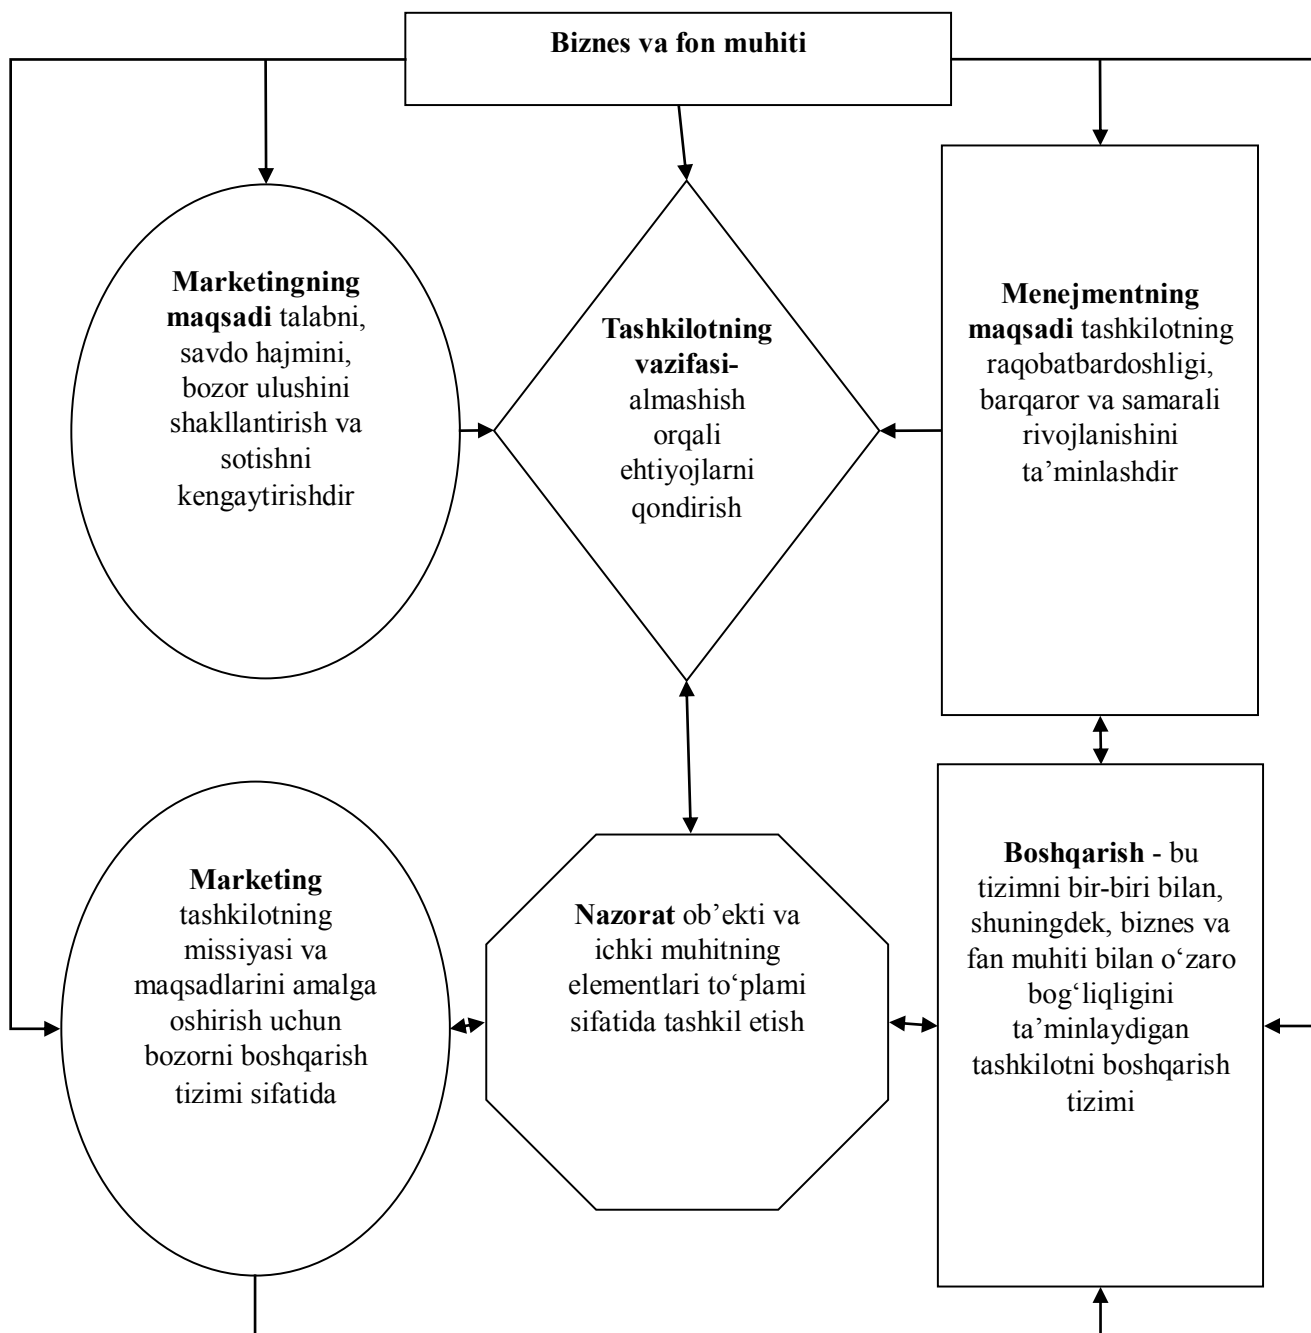 Biznes va fon muhiti
Marketingning
maqsadi talabni,
savdo hajmini,
bozor ulushini
shakllantirish va
sotishni
kengaytirishdir
Tashkilotning
vazifasi-
almashish
orqali
ehtiyojlarni
qondirish
Menejmentning
maqsadi tashkilotning
raqobatbardoshligi,
barqaror va samarali
rivojlanishini
ta’minlashdir
Marketing
tashkilotning
missiyasi va
maqsadlarini amalga
oshirish uchun
bozorni boshqarish
tizimi sifatida
Nazorat ob’ekti va
ichki muhitning
elementlari to‘plami
sifatida tashkil etish
Boshqarish - bu
tizimni bir-biri bilan,
shuningdek, biznes va
fan muhiti bilan o‘zaro
bog‘liqligini
ta’minlaydigan
tashkilotni boshqarish
tizimi